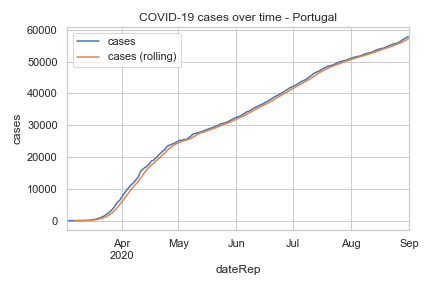 COVID-19 cases over time - Portugal
cases
cases (rolling)
60000
50000
40000
30000
20000
10000
0
cases
Apr
2020
May
Jun
Jul
Aug
Sep
dateRep